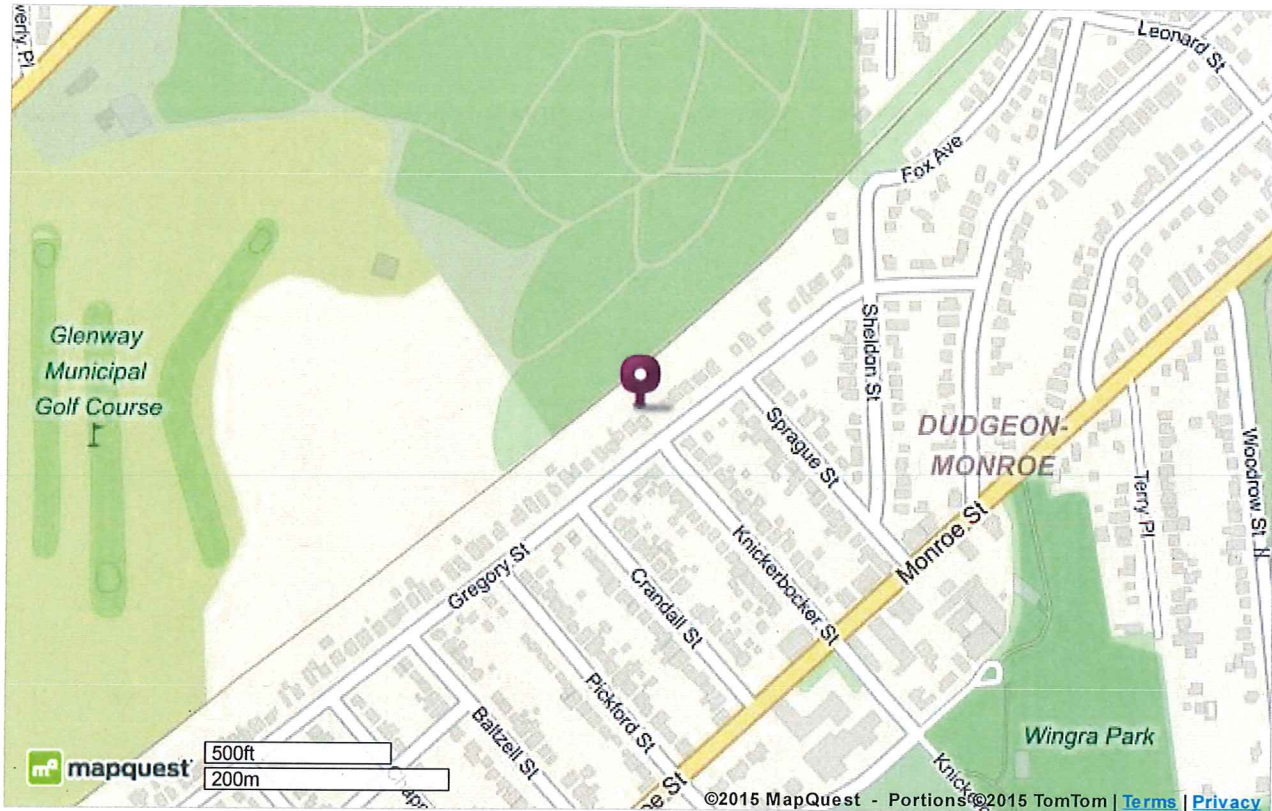 Leonard St
Fox Ave
Glenway
Municipal
Golf Course
Sheldon St
DUDGEON-
MONROE
Sprague St
Terry Pl
Woodrow St
Monroe St
Knickerbocker St
Gregory St
Crandall St
Pickford St
Baltzell St
Wingra Park
mapquest
500ft
200m
©2015 MapQuest - Portions ©2015 TomTom | Terms | Privacy